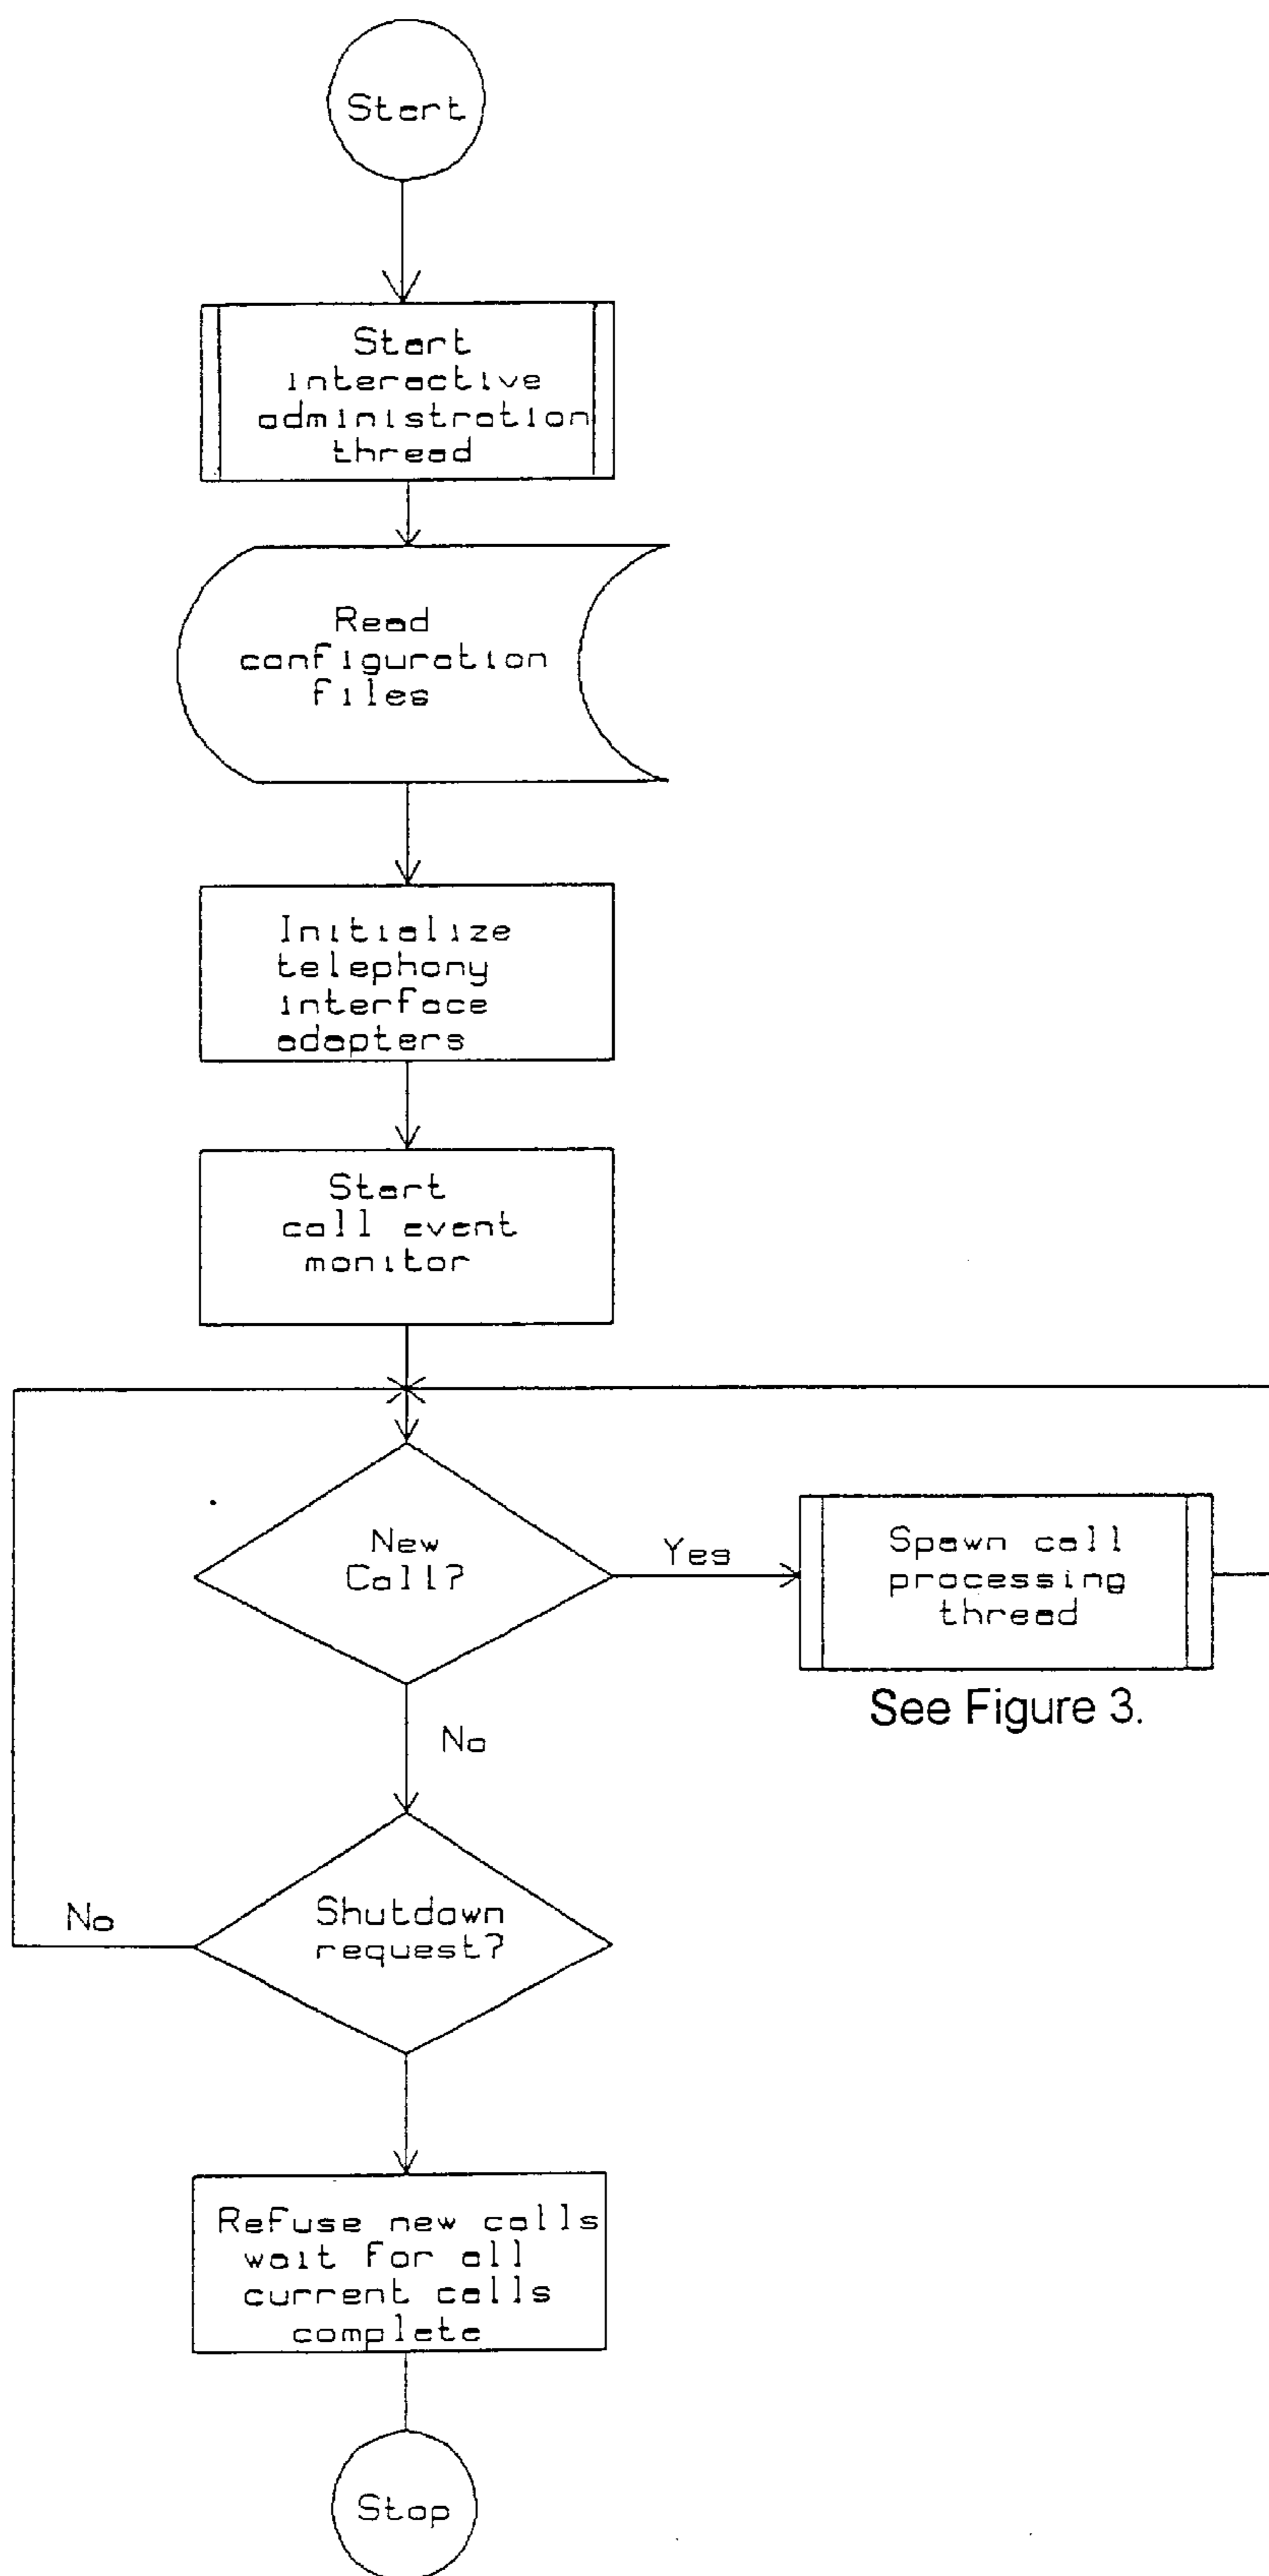 Start
Start
interactive
administration
thread
Read
configuration
files
Initialize
telephony
interface
adapters
Start
call event
monitor
New
Call?
Yes
Spawn call
processing
thread
See Figure 3.
No
Shutdown
request?
No
Refuse new calls
wait for all
current calls
complete
Stop